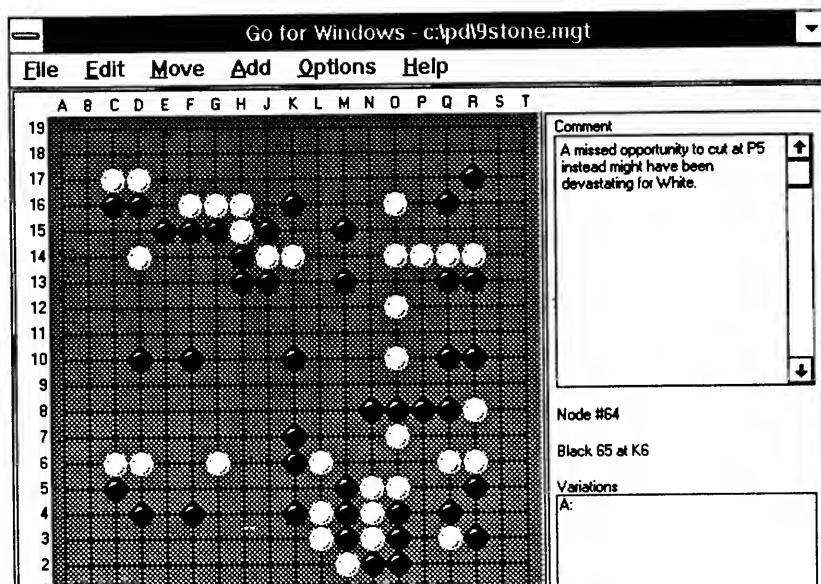 Go for Windows - c:\pd\9stone.mgt
File Edit Move Add Options Help
A B C D E F G H J K L M N O P Q R S T
19
18
17
16
15
14
13
12
11
10
9
8
7
6
5
4
3
2
Comment
A missed opportunity to cut at P5
instead might have been
devastating for White.
Node #64
Black 65 at K6
Variations
A: